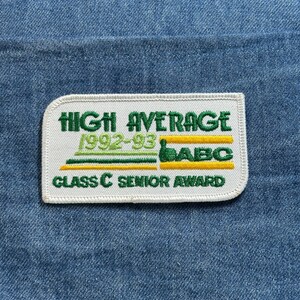 HIGH AVERAGE
1992-93
ABC
CLASS C SENIOR AWARD